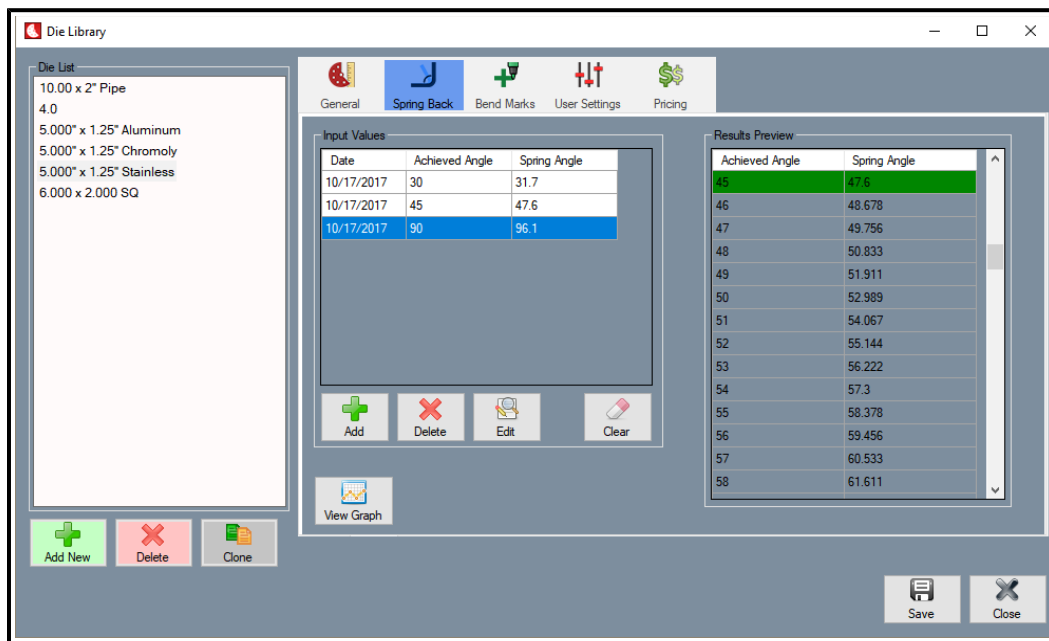 Die Library
Die List
10.00 x 2" Pipe
4.0
5.000" x 1.25" Aluminum
5.000" x 1.25" Chromoly
5.000" x 1.25" Stainless
6.000 x 2.000 SQ
Add New Delete Clone
General Spring Back Bend Marks User Settings Pricing
Input Values
Date Achieved Angle Spring Angle
10/17/2017 30 31.7
10/17/2017 45 47.6
10/17/2017 90 96.1
Add Delete Edit Clear
View Graph
Results Preview
Achieved Angle Spring Angle
45 47.6
46 48.678
47 49.756
48 50.833
49 51.911
50 52.989
51 54.067
52 55.144
53 56.222
54 57.3
55 58.378
56 59.456
57 60.533
58 61.611
Save Close